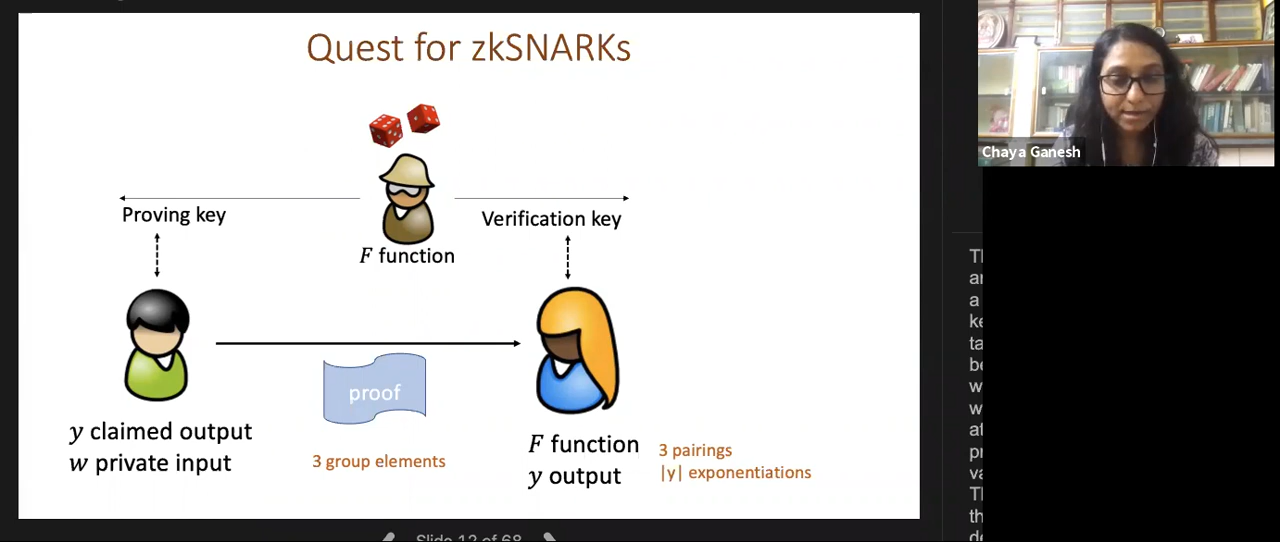 Quest for zkSNARKs
Chaya Ganesh
Proving key
Verification key
F function
proof
y claimed output
w private input
3 group elements
F function
y output
3 pairings
|y| exponentiations
Slide 12 of 68